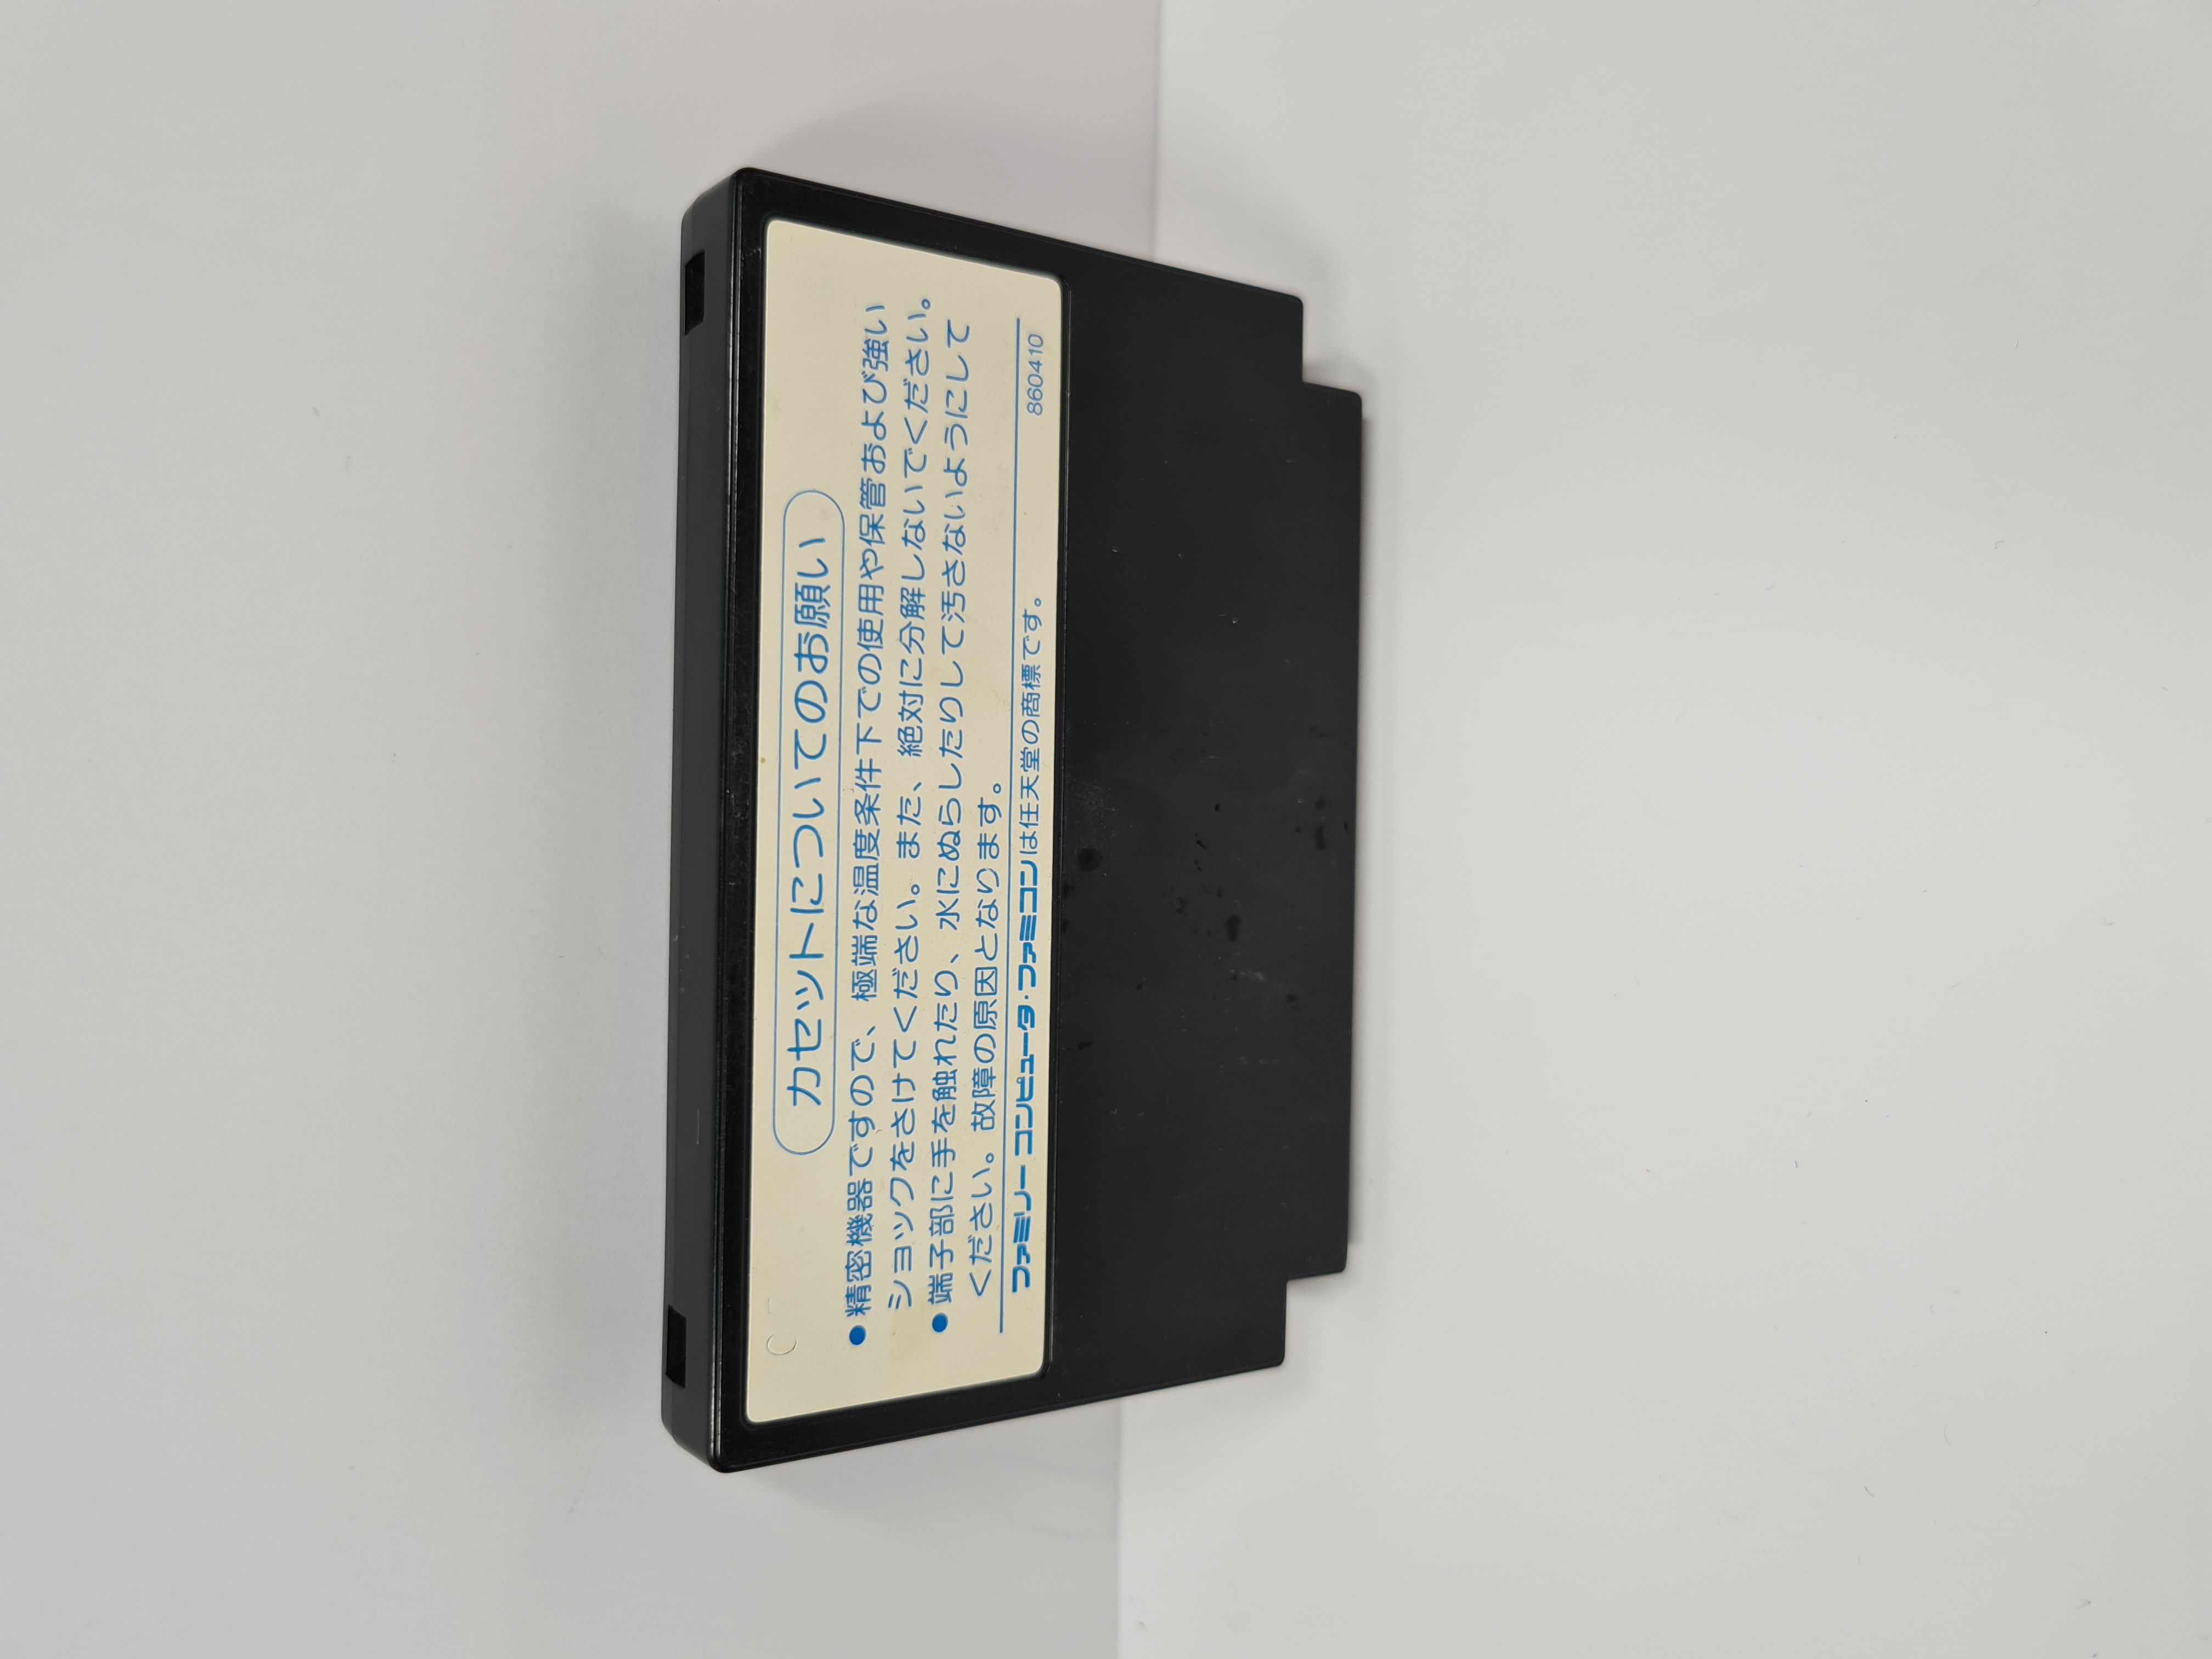 カセットについてのお願い
●精密機器ですので、極端な温度条件下での使用や保管および強い
ショックをさけてください。また、絶対に分解しないでください。
●端子部に手を触れたり、水にぬらしたりして汚さないようにして
ください。故障の原因となります。
ファミリーコンピュータ・ファミコンは任天堂の商標です。 860410